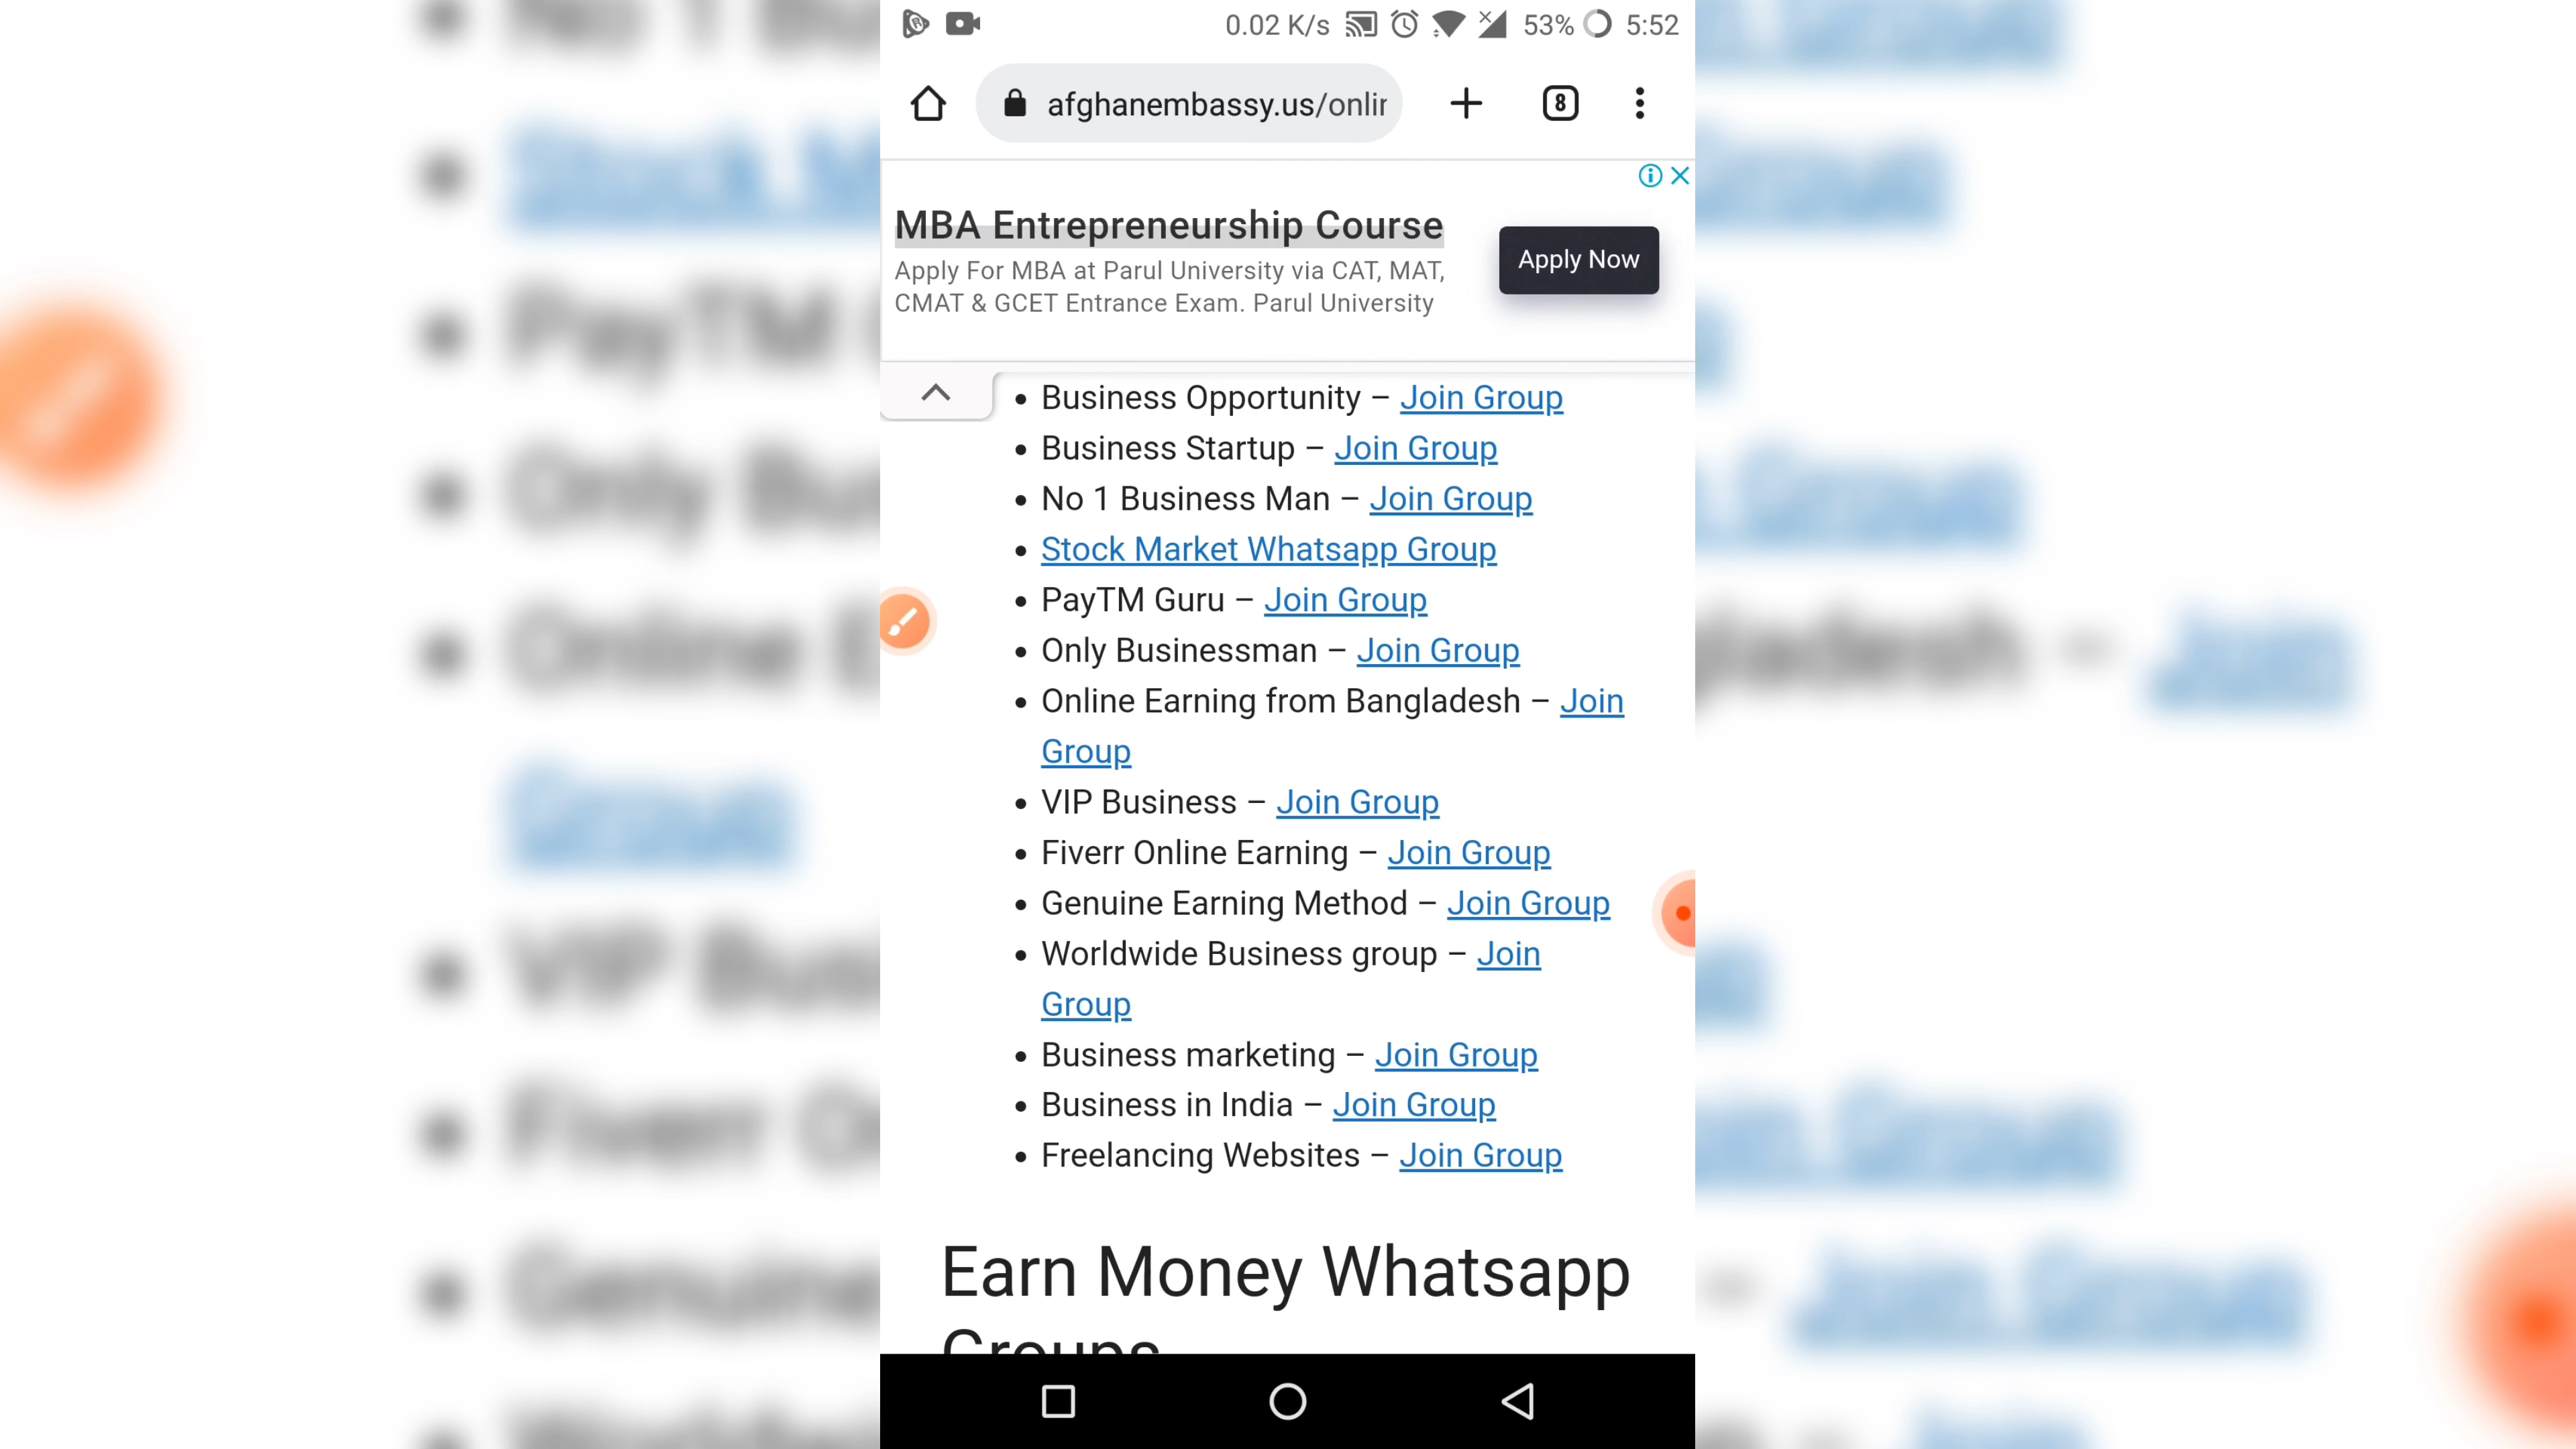 0.02 K/s 53% 5:52
afghanembassy.us/onlir 8
MBA Entrepreneurship Course
Apply For MBA at Parul University via CAT, MAT,
CMAT & GCET Entrance Exam. Parul University
Apply Now
• Business Opportunity – Join Group
• Business Startup – Join Group
• No 1 Business Man – Join Group
• Stock Market Whatsapp Group
• PayTM Guru – Join Group
• Only Businessman – Join Group
• Online Earning from Bangladesh – Join
Group
• VIP Business – Join Group
• Fiverr Online Earning – Join Group
• Genuine Earning Method – Join Group
• Worldwide Business group – Join
Group
• Business marketing – Join Group
• Business in India – Join Group
• Freelancing Websites – Join Group
Earn Money Whatsapp
Groups